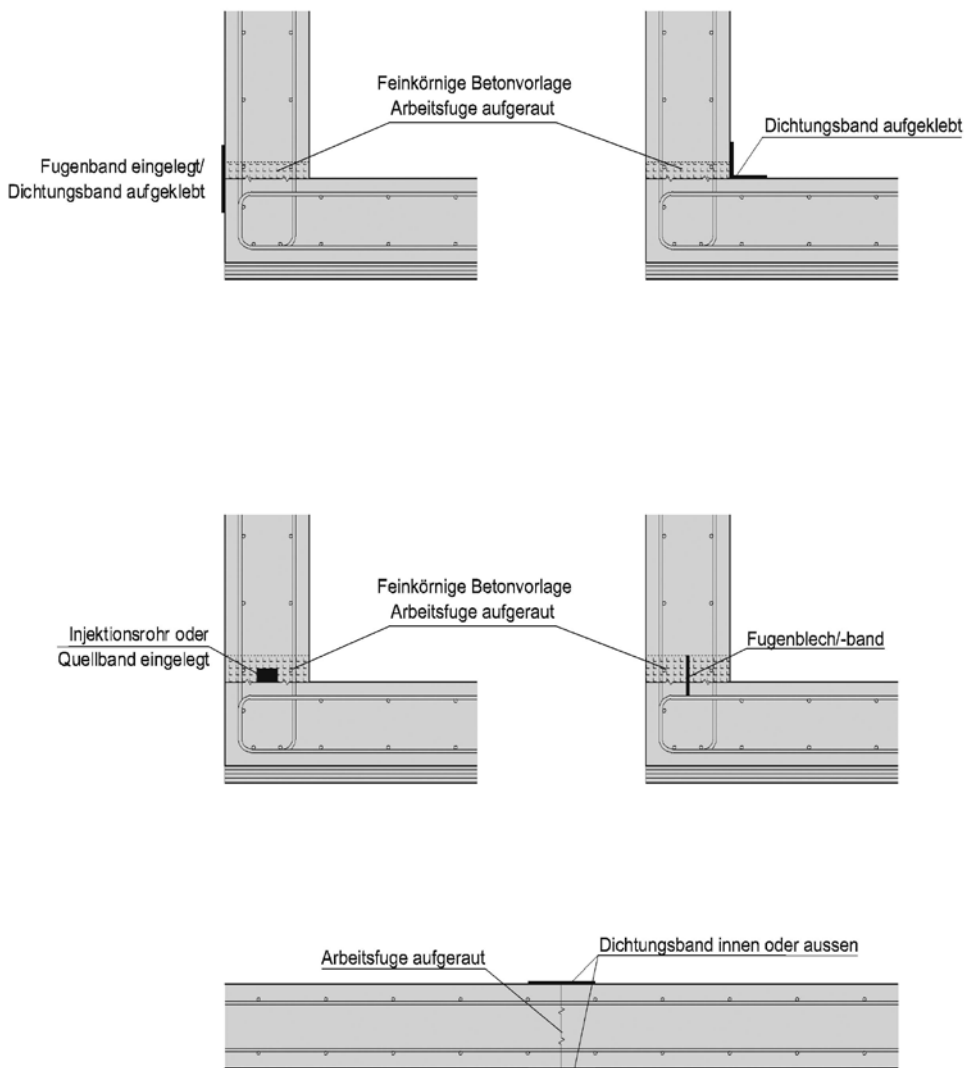 Feinkörnige Betonvorlage
Arbeitsfuge aufgeraut
Fugenband eingelegt/
Dichtungsband aufgeklebt
Dichtungsband aufgeklebt
Feinkörnige Betonvorlage
Arbeitsfuge aufgeraut
Injektionsrohr oder
Quellband eingelegt
Fugenblech/-band
Arbeitsfuge aufgeraut
Dichtungsband innen oder aussen